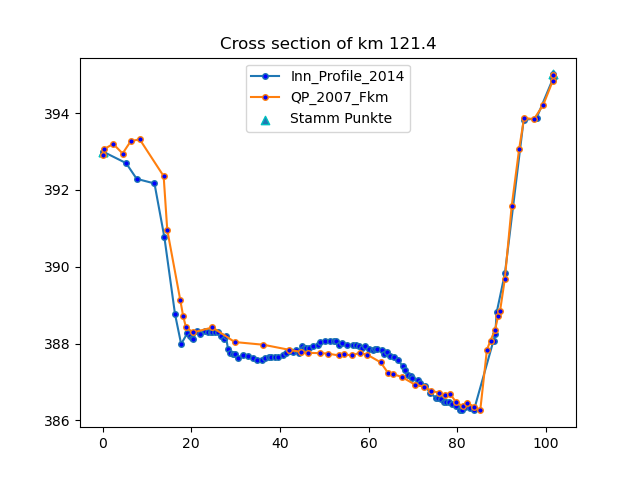 Cross section of km 121.4
Inn_Profile_2014
QP_2007_Fkm
Stamm Punkte
394
392
390
388
386
0 20 40 60 80 100